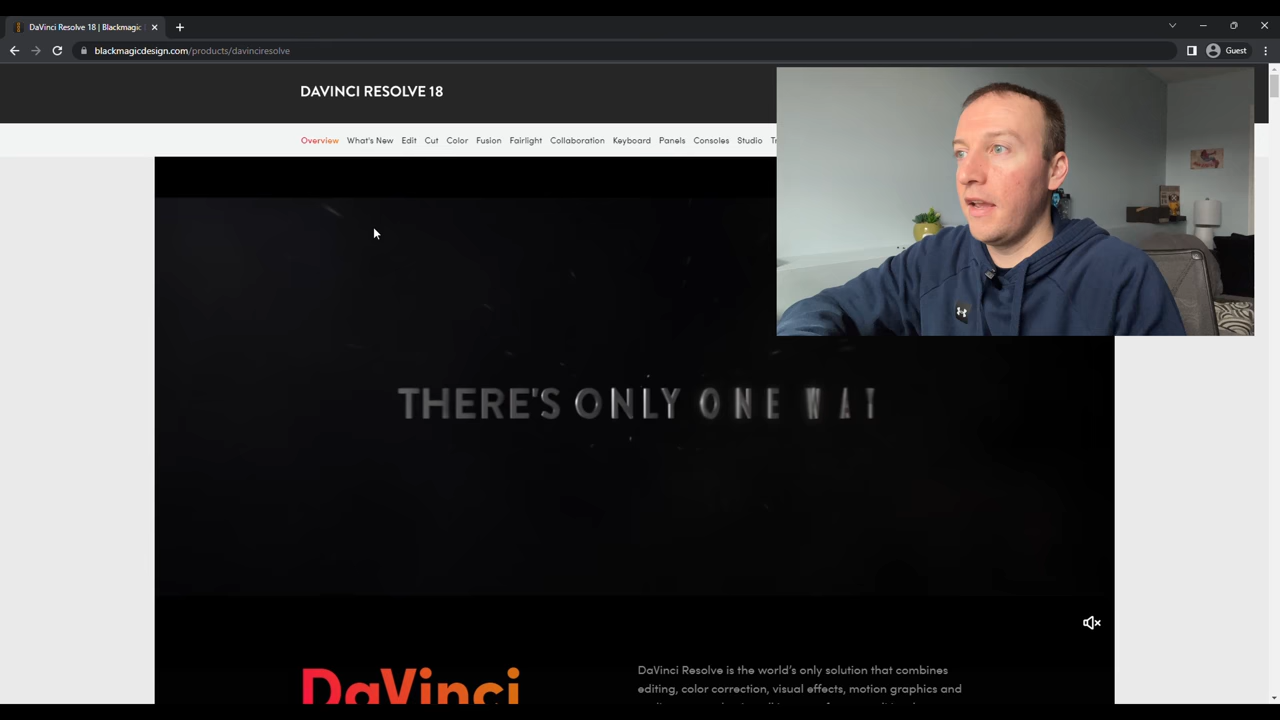 DaVinci Resolve 18 | Blackmagic
blackmagicdesign.com/products/davinciresolve
Guest
DAVINCI RESOLVE 18
Overview What's New Edit Cut Color Fusion Fairlight Collaboration Keyboard Panels Consoles Studio
THERE'S ONLY ONE WAY
DaVinci
DaVinci Resolve is the world's only solution that combines
editing, color correction, visual effects, motion graphics and